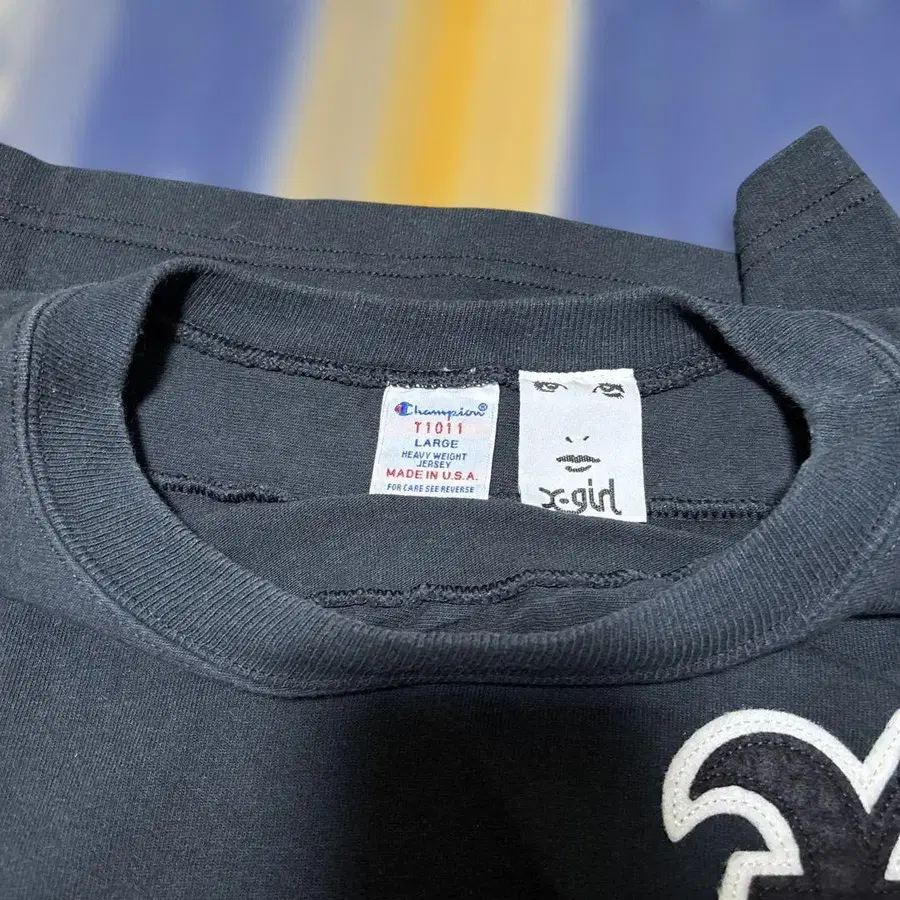 Champion®
T1011
LARGE
HEAVY WEIGHT
JERSEY
MADE IN U.S.A.
FOR CARE SEE REVERSE
x-girl